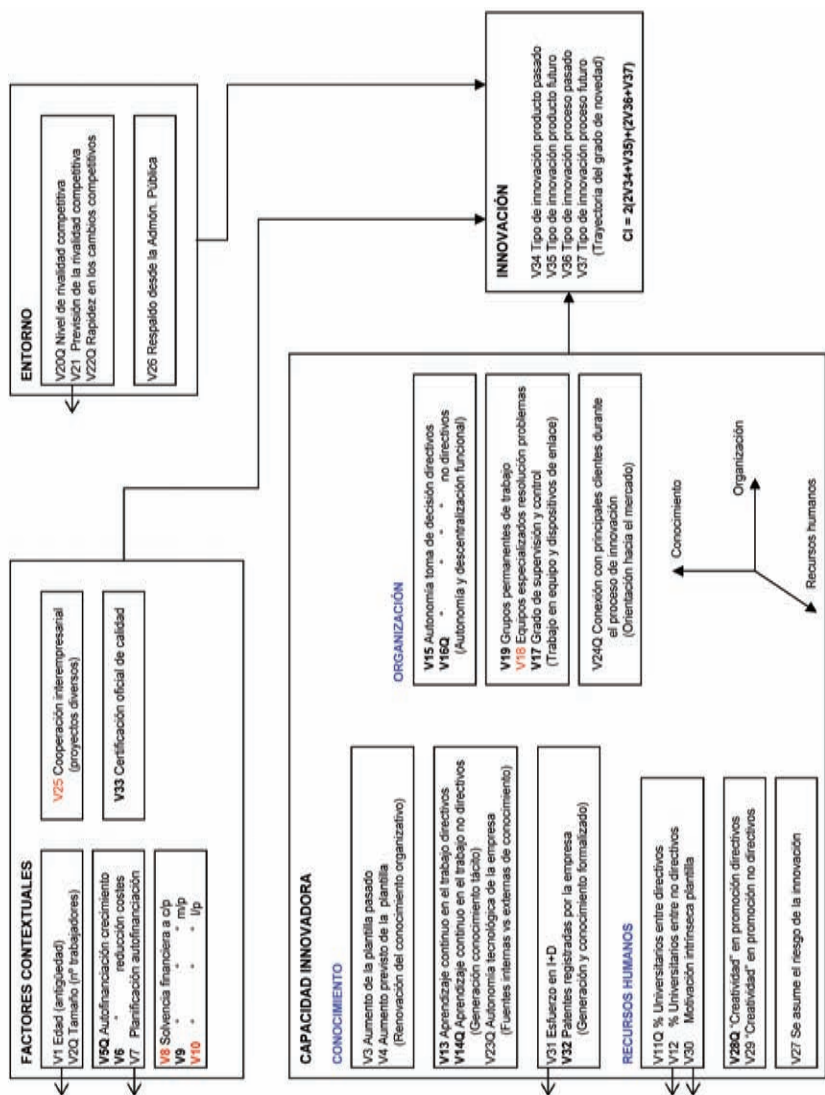 FACTORES CONTEXTUALES
V1 Edad (antigüedad)
V2Q Tamaño (nº trabajadores)
V5Q Autofinanciación crecimiento
V6 " reducción costes
V7 Planificación autofinanciación
V8 Solvencia financiera a c/p
V9 " " " m/p
V10 " " " l/p
V25 Cooperación interempresarial
(proyectos diversos)
V33 Certificación oficial de calidad
ENTORNO
V20Q Nivel de rivalidad competitiva
V21 Previsión de la rivalidad competitiva
V22Q Rapidez en los cambios competitivos
V26 Respaldo desde la Admón. Pública
CAPACIDAD INNOVADORA
CONOCIMIENTO
V3 Aumento de la plantilla pasado
V4 Aumento previsto de la plantilla
(Renovación del conocimiento organizativo)
V13 Aprendizaje continuo en el trabajo directivos
V14Q Aprendizaje continuo en el trabajo no directivos
(Generación conocimiento tácito)
V23Q Autonomía tecnológica de la empresa
(Fuentes internas vs externas de conocimiento)
V31 Esfuerzo en I+D
V32 Patentes registradas por la empresa
(Generación y conocimiento formalizado)
RECURSOS HUMANOS
V11Q % Universitarios entre directivos
V12 % Universitarios entre no directivos
V30 Motivación intrínseca plantilla
V28Q "Creatividad" en promoción directivos
V29 "Creatividad" en promoción no directivos
V27 Se asume el riesgo de la innovación
ORGANIZACIÓN
V15 Autonomía toma de decisión directivos
V16Q " " " " no directivos
(Autonomía y descentralización funcional)
V19 Grupos permanentes de trabajo
V18 Equipos especializados resolución problemas
V17 Grado de supervisión y control
(Trabajo en equipo y dispositivos de enlace)
V24Q Conexión con principales clientes durante
el proceso de innovación
(Orientación hacia el mercado)
Conocimiento
Organización
Recursos humanos
INNOVACIÓN
V34 Tipo de innovación producto pasado
V35 Tipo de innovación producto futuro
V36 Tipo de innovación proceso pasado
V37 Tipo de innovación proceso futuro
(Trayectoria del grado de novedad)
CI = 2(2V34+V35)+(2V36+V37)